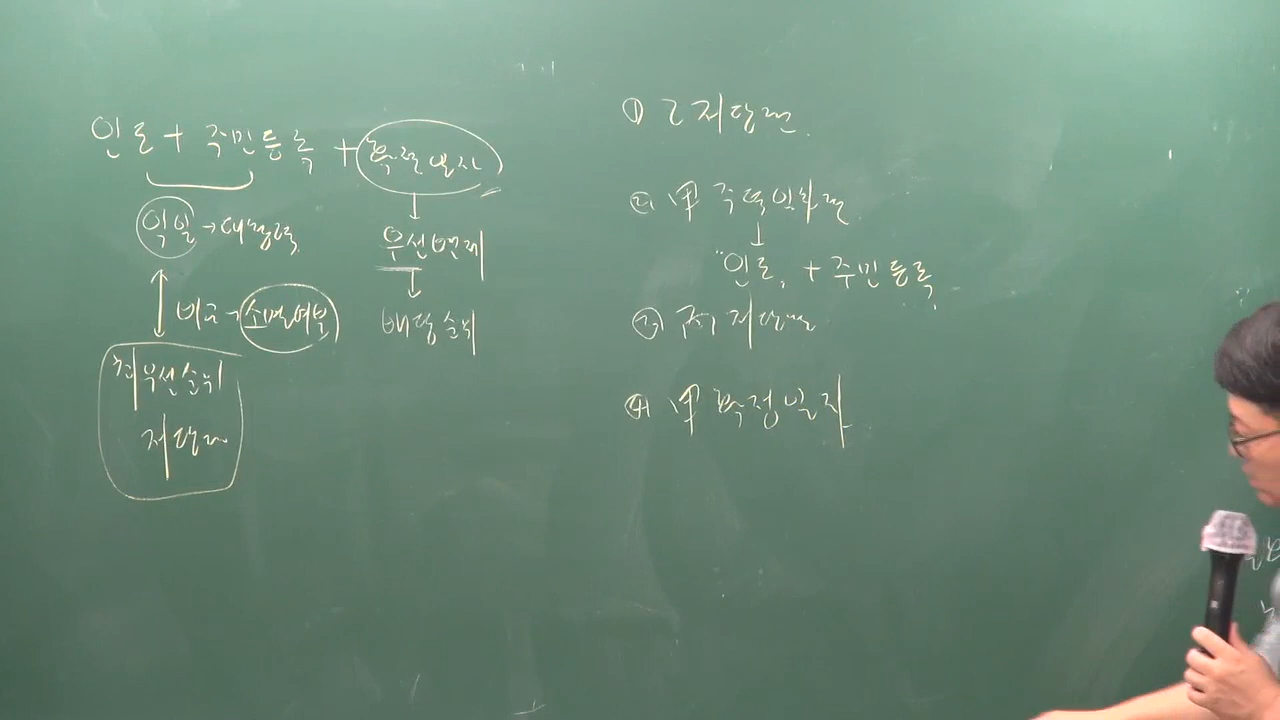 인도 + 주민등록 + 확정일자
익일 → 대항력
우선변제
비교 → 소멸여부
배당순위
최우선순위
저당권
① 乙 저당권
② 甲 주택임차권
"인도, + 주민등록
③ 丙 저당권
④ 甲 확정일자